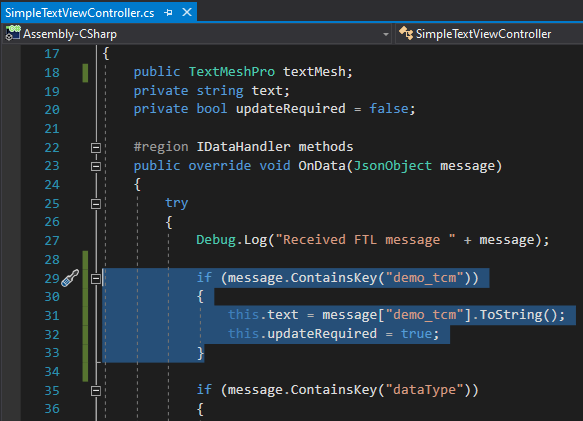 SimpleTextViewController.cs
Assembly-CSharp SimpleTextViewController
17 {
18 public TextMeshPro textMesh;
19 private string text;
20 private bool updateRequired = false;
21
22 #region IDataHandler methods
23 public override void OnData(JsonObject message)
24 {
25 try
26 {
27 Debug.Log("Received FTL message " + message);
28
29 if (message.ContainsKey("demo_tcm"))
30 {
31 this.text = message["demo_tcm"].ToString();
32 this.updateRequired = true;
33 }
34
35 if (message.ContainsKey("dataType"))
36 {